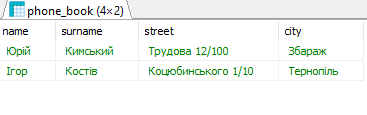 phone_book (4×2)
name surname street city
Юрій Кимський Трудова 12/100 Збараж
Ігор Костів Коцюбинського 1/10 Тернопіль